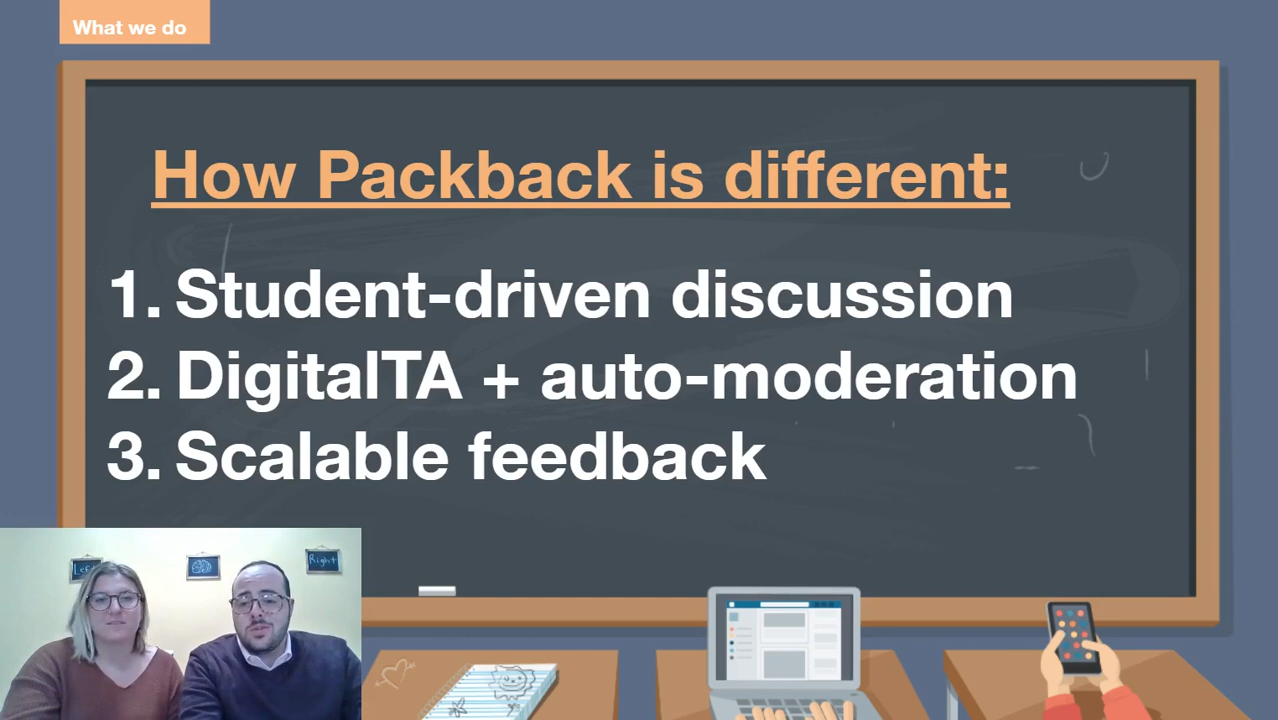 What we do
How Packback is different:
1. Student-driven discussion
2. DigitalTA + auto-moderation
3. Scalable feedback
Left
Right